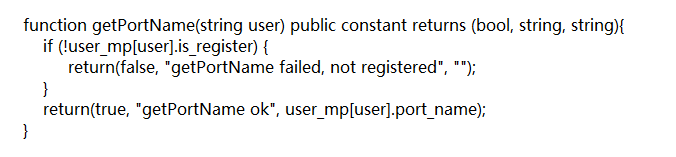 function getPortName(string user) public constant returns (bool, string, string){
if (!user_mp[user].is_register) {
return(false, "getPortName failed, not registered", "");
}
return(true, "getPortName ok", user_mp[user].port_name);
}